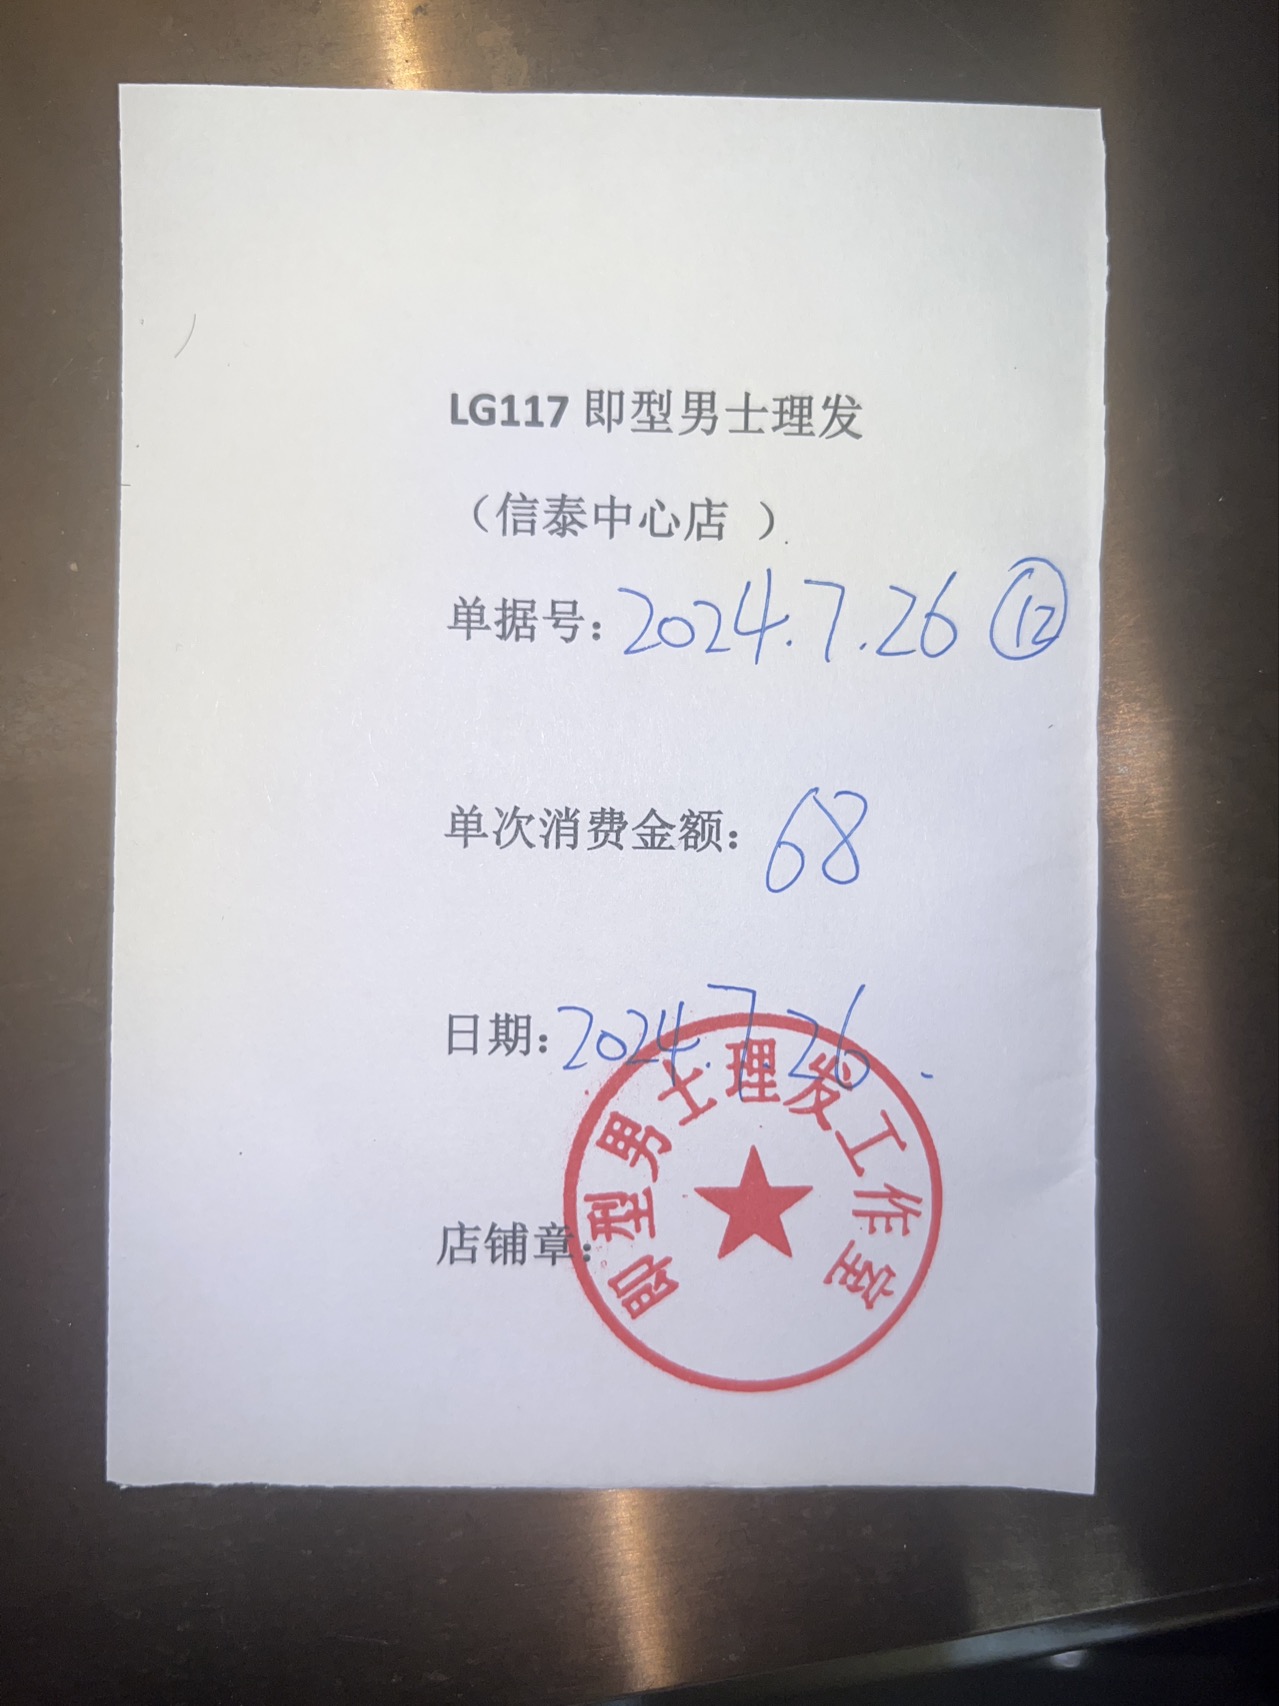 LG117 即型男士理发
（信泰中心店 ）
单据号：2024.7.26 ⑫
单次消费金额：68
日期：2024.7.26.
店铺章：
即型男士理发工作室